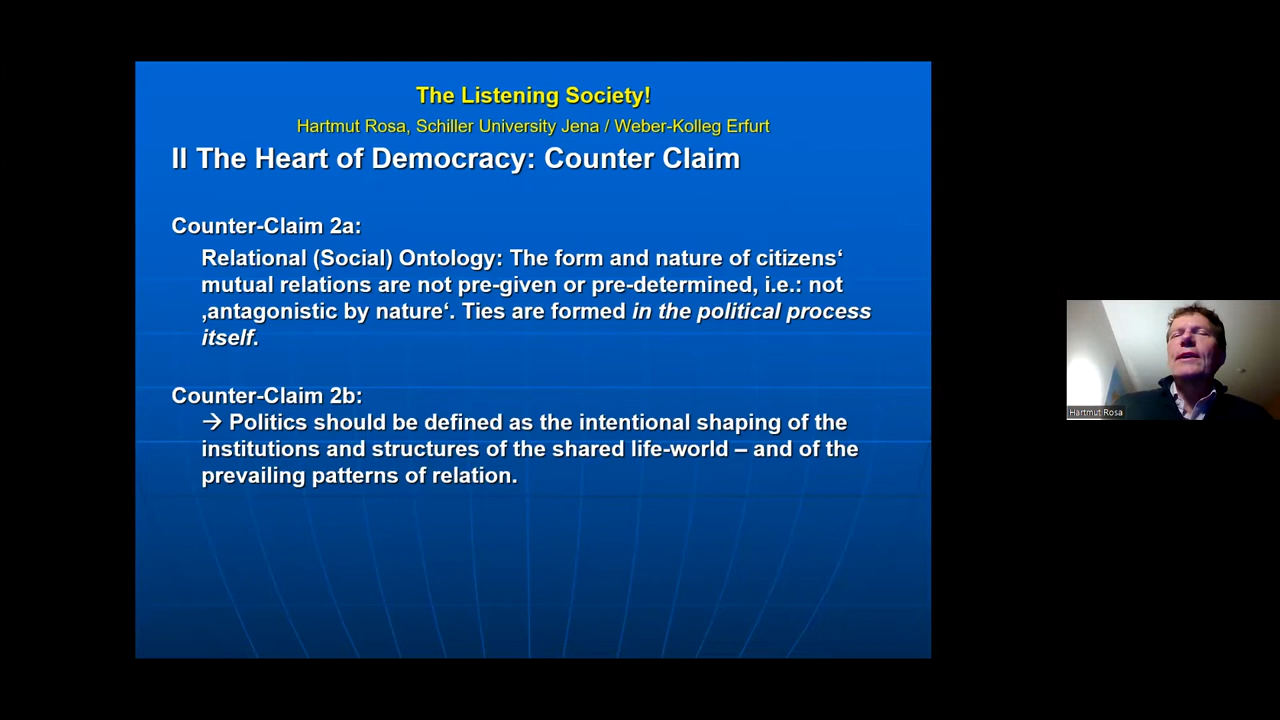 The Listening Society!
Hartmut Rosa, Schiller University Jena / Weber-Kolleg Erfurt
II The Heart of Democracy: Counter Claim
Counter-Claim 2a:
Relational (Social) Ontology: The form and nature of citizens‘
mutual relations are not pre-given or pre-determined, i.e.: not
‚antagonistic by nature‘. Ties are formed in the political process
itself.
Counter-Claim 2b:
→ Politics should be defined as the intentional shaping of the
institutions and structures of the shared life-world – and of the
prevailing patterns of relation.
Hartmut Rosa